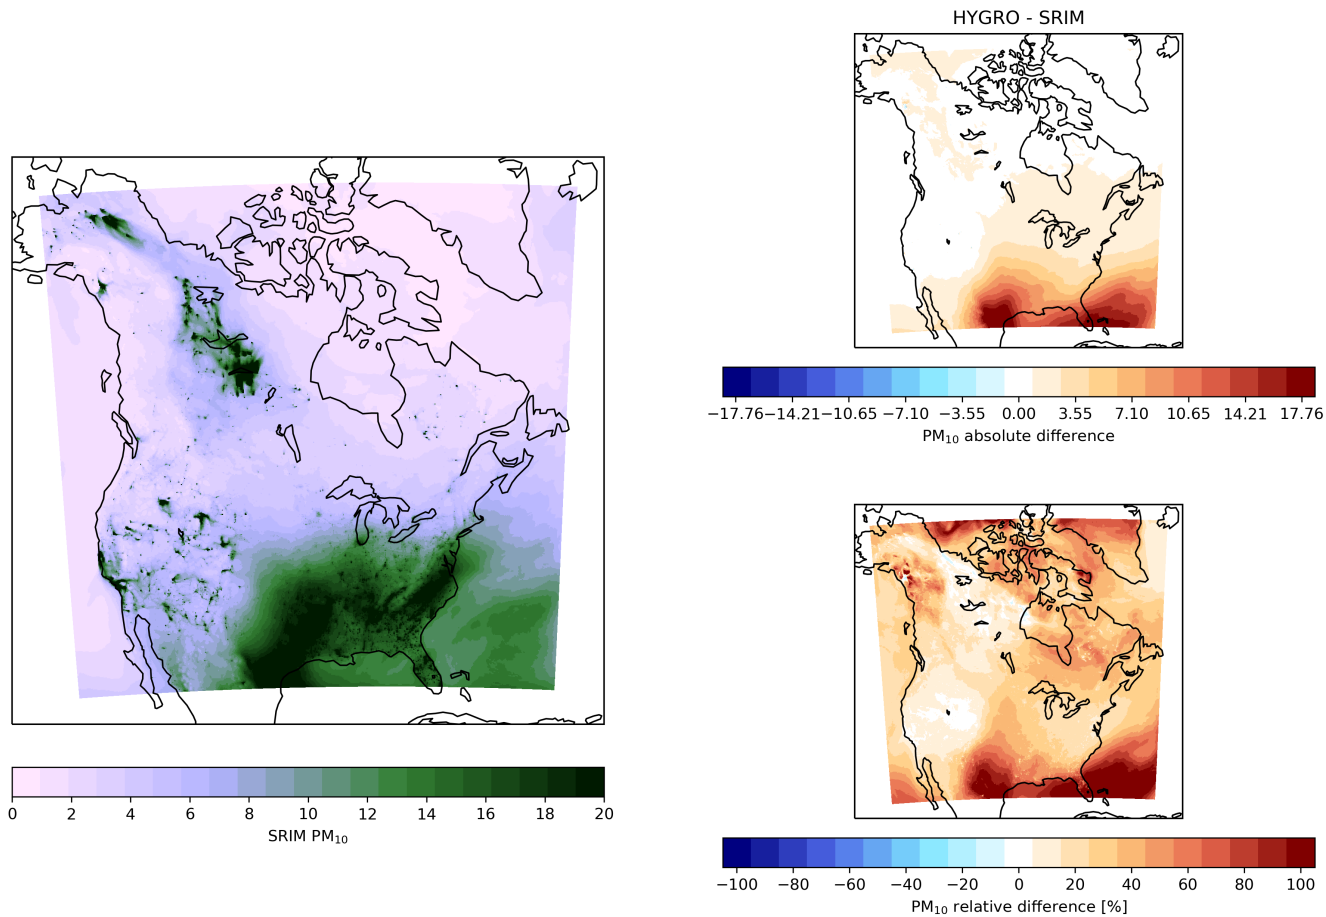 HYGRO - SRIM
−17.76−14.21−10.65 −7.10 −3.55 0.00 3.55 7.10 10.65 14.21 17.76
PM₁₀ absolute difference
0 2 4 6 8 10 12 14 16 18 20
SRIM PM₁₀
−100 −80 −60 −40 −20 0 20 40 60 80 100
PM₁₀ relative difference [%]